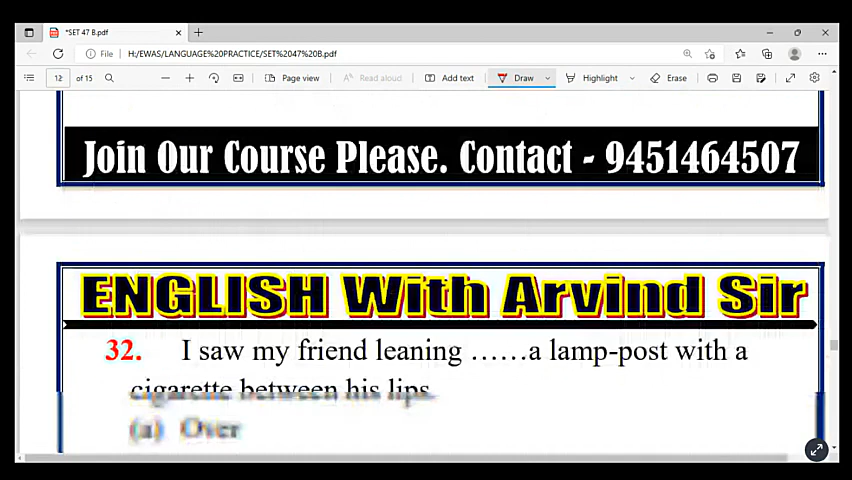 *SET 47 B.pdf
File H:/EWAS/LANGUAGE%20PRACTICE/SET%2047%20B.pdf
12 of 15 Page view Read aloud Add text Draw Highlight Erase
Join Our Course Please. Contact - 9451464507
ENGLISH With Arvind Sir
32. I saw my friend leaning ……a lamp-post with a
cigarette between his lips.
(a) Over